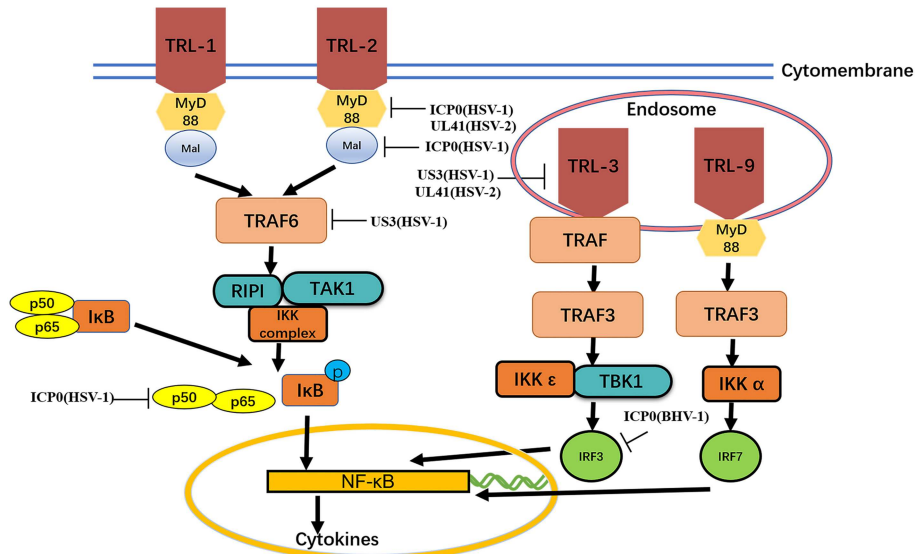 TRL-1
TRL-2
Cytomembrane
MyD
88
MyD
88
ICP0(HSV-1)
UL41(HSV-2)
Endosome
Mal
Mal
ICP0(HSV-1)
TRL-3
TRL-9
US3(HSV-1)
UL41(HSV-2)
TRAF6
US3(HSV-1)
TRAF
MyD
88
RIPI
TAK1
IKK
complex
TRAF3
TRAF3
p50
p65
IκB
IKK ε
TBK1
IKK α
p
IκB
ICP0(HSV-1)
p50
p65
ICP0(BHV-1)
IRF3
IRF7
NF-κB
Cytokines